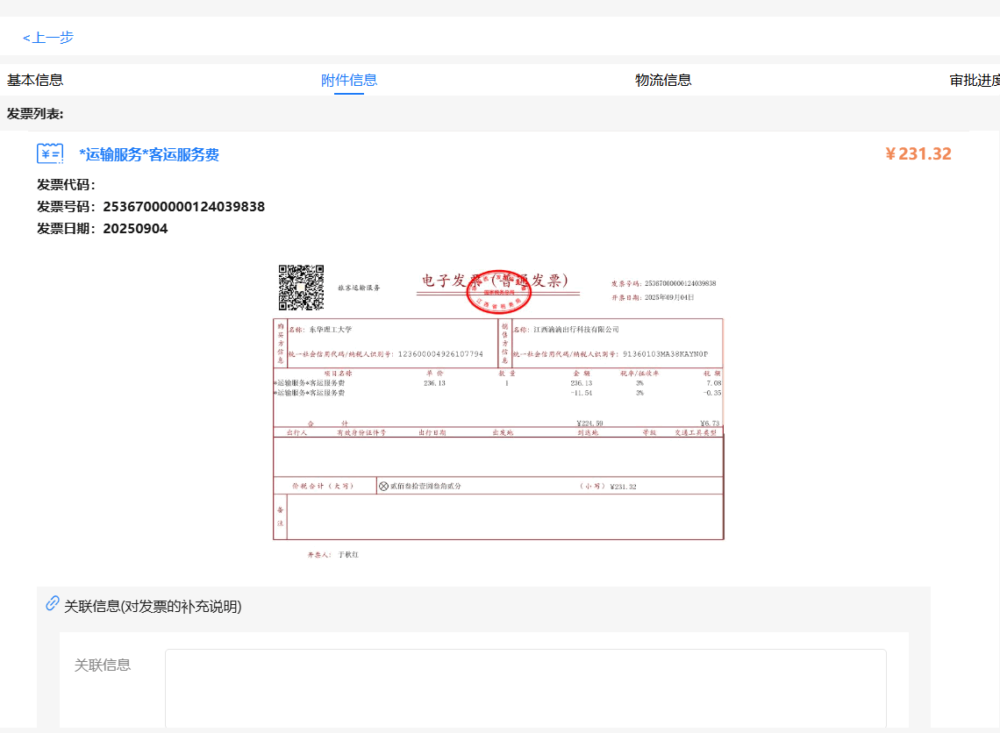 <上一步
基本信息 附件信息 物流信息 审批进度
发票列表:
*运输服务*客运服务费 ¥231.32
发票代码：
发票号码：25367000000124039838
发票日期：20250904
旅客运输服务
电子发票（普通发票）
国家税务总局
江西省税务局
发票号码：25367000000124039838
开票日期：2025年09月04日
购买方信息
名称：东华理工大学
统一社会信用代码/纳税人识别号：123600004926107794
销售方信息
名称：江西滴滴出行科技有限公司
统一社会信用代码/纳税人识别号：91360103MA38KAYN0P
项目名称 单价 数量 金额 税率/征收率 税额
*运输服务*客运服务费 236.13 1 236.13 3% 7.08
*运输服务*客运服务费 -11.54 3% -0.35
合计 ¥224.59 ¥6.73
出行人 有效身份证件号 出行日期 出发地 到达地 等级 交通工具类型
价税合计（大写） 贰佰叁拾壹圆叁角贰分 （小写）¥231.32
备注
开票人：于秋红
关联信息(对发票的补充说明)
关联信息